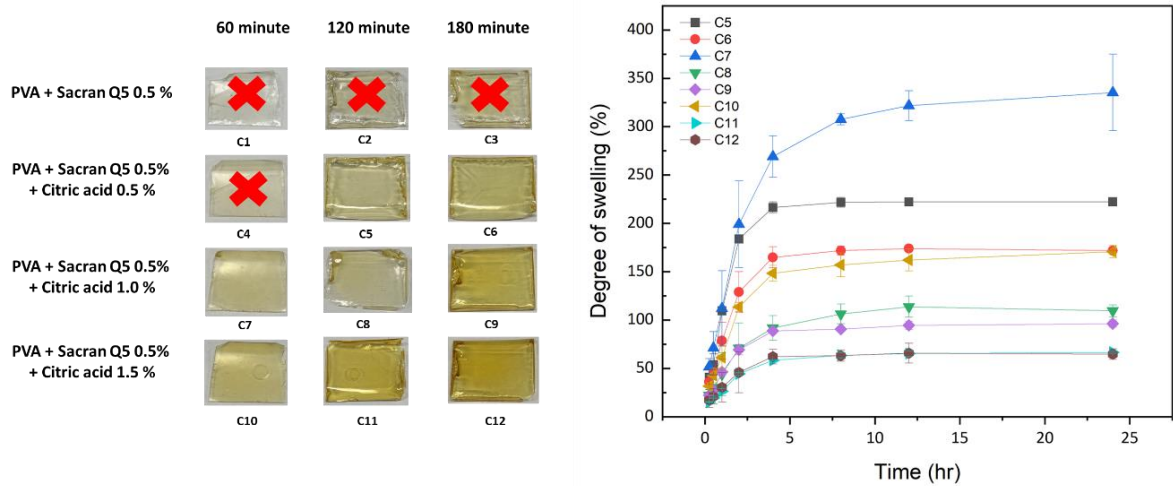 60 minute 120 minute 180 minute
PVA + Sacran Q5 0.5 %
C1 C2 C3
PVA + Sacran Q5 0.5%
+ Citric acid 0.5 %
C4 C5 C6
PVA + Sacran Q5 0.5%
+ Citric acid 1.0 %
C7 C8 C9
PVA + Sacran Q5 0.5%
+ Citric acid 1.5 %
C10 C11 C12
Degree of swelling (%)
400
350
300
250
200
150
100
50
0
C5
C6
C7
C8
C9
C10
C11
C12
0 5 10 15 20 25
Time (hr)